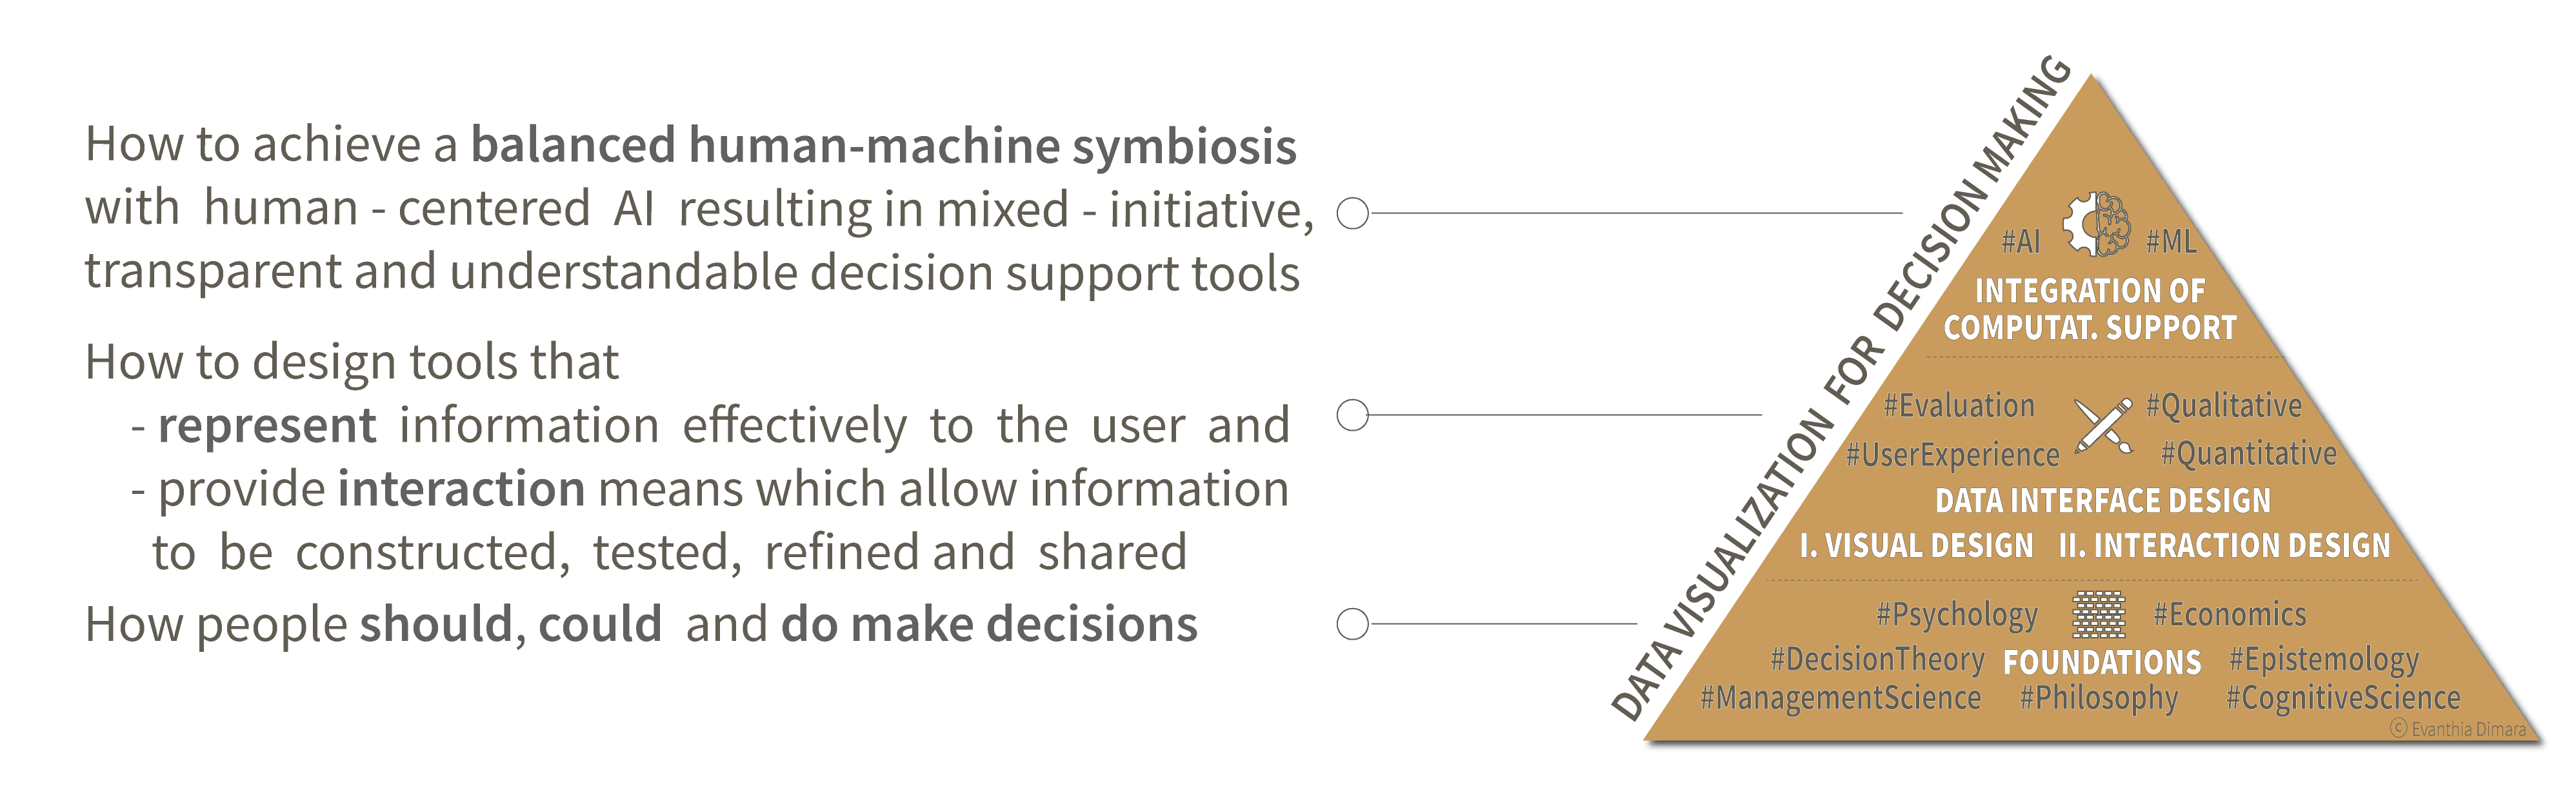 How to achieve a balanced human-machine symbiosis
with human - centered AI resulting in mixed - initiative,
transparent and understandable decision support tools
How to design tools that
- represent information effectively to the user and
- provide interaction means which allow information
to be constructed, tested, refined and shared
How people should, could and do make decisions
DATA VISUALIZATION FOR DECISION MAKING
#AI #ML
INTEGRATION OF
COMPUTAT. SUPPORT
#Evaluation #Qualitative
#UserExperience #Quantitative
DATA INTERFACE DESIGN
I. VISUAL DESIGN II. INTERACTION DESIGN
#Psychology #Economics
#DecisionTheory FOUNDATIONS #Epistemology
#ManagementScience #Philosophy #CognitiveScience
© Evanthia Dimara